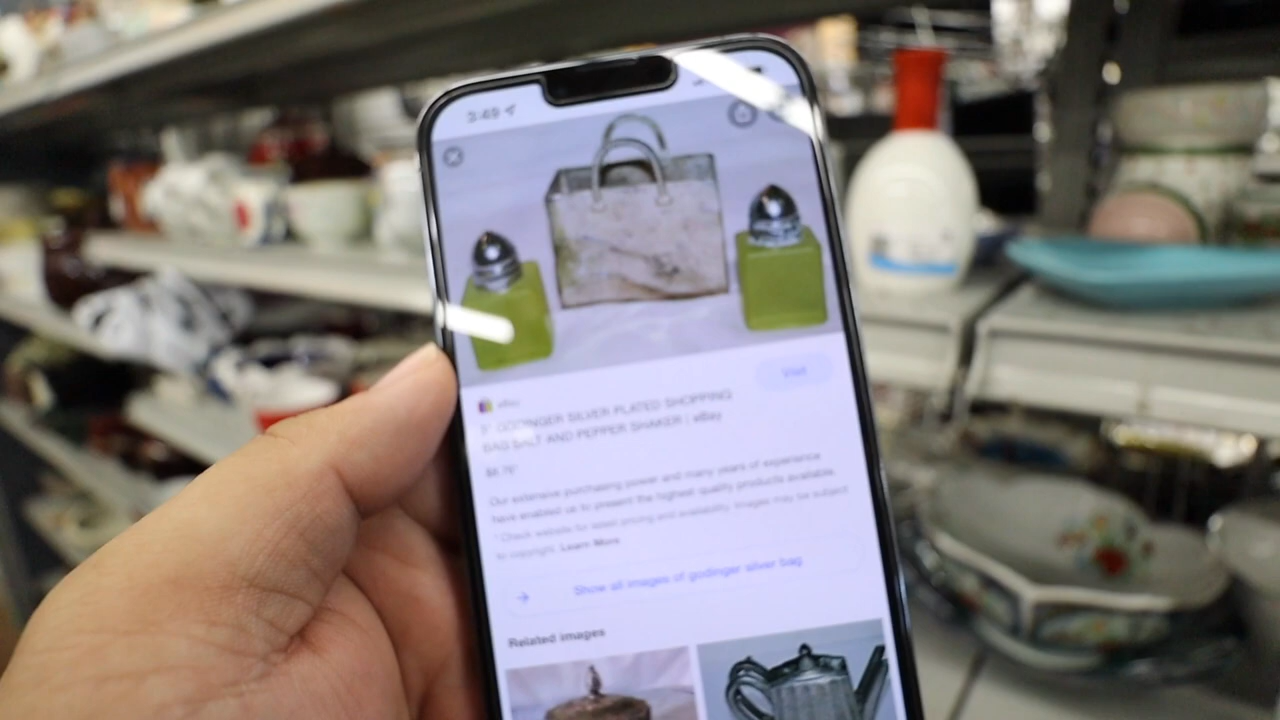 3:49
eBay
3" GODINGER SILVER PLATED SHOPPING
BAG SALT AND PEPPER SHAKER | eBay
Our extensive purchasing power and many years of experience
have enabled us to present the highest quality products available.
* Check website for latest pricing and availability. Images may be subject
to copyright. Learn More
Visit
Show all images of godinger silver bag
Related images